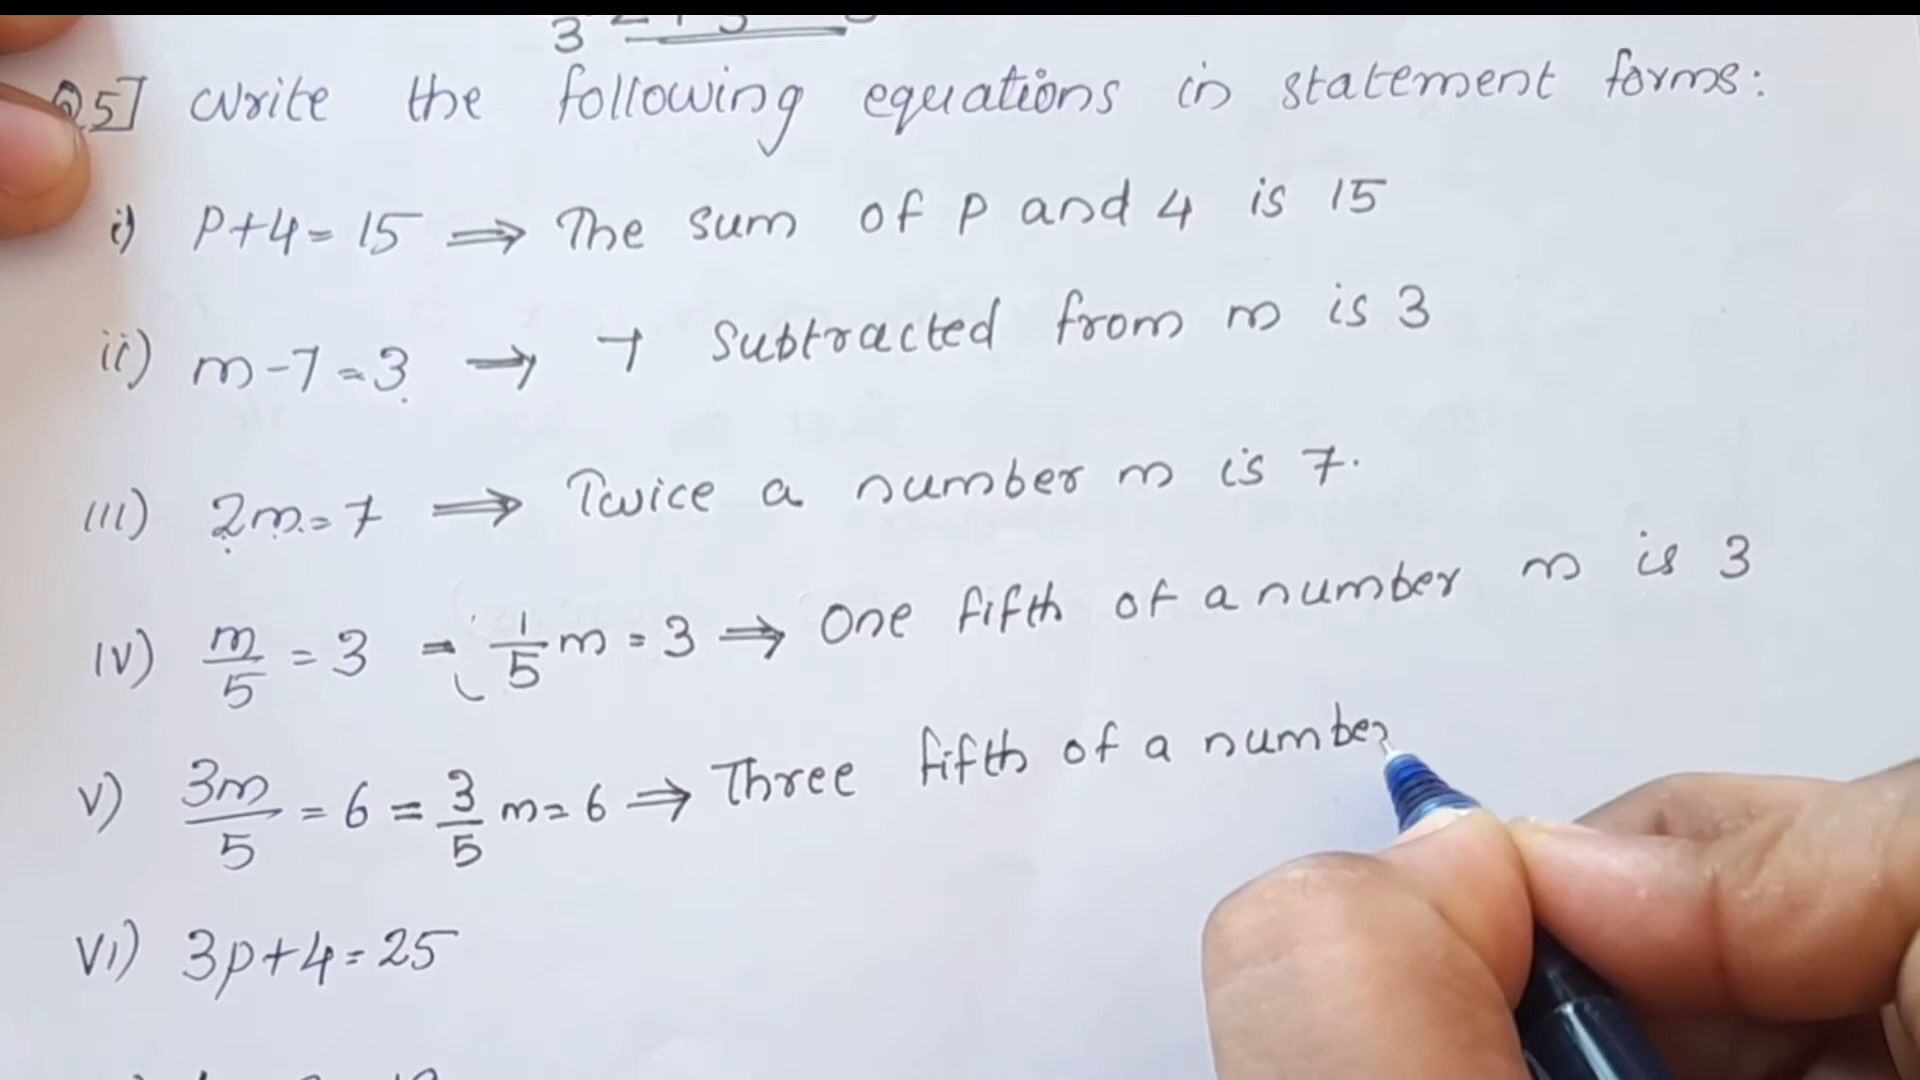 3
Q5] Write the following equations in statement forms:
i) P+4= 15 ⟹ The sum of P and 4 is 15
ii) m-7=3 → 7 Subtracted from m is 3
III) 2m=7 ⟹ Twice a number m is 7.
IV) m/5 = 3 = 1/5 m = 3 ⟹ One fifth of a number m is 3
V) 3m/5 = 6 = 3/5 m = 6 ⟹ Three fifth of a number
VI) 3p+4=25